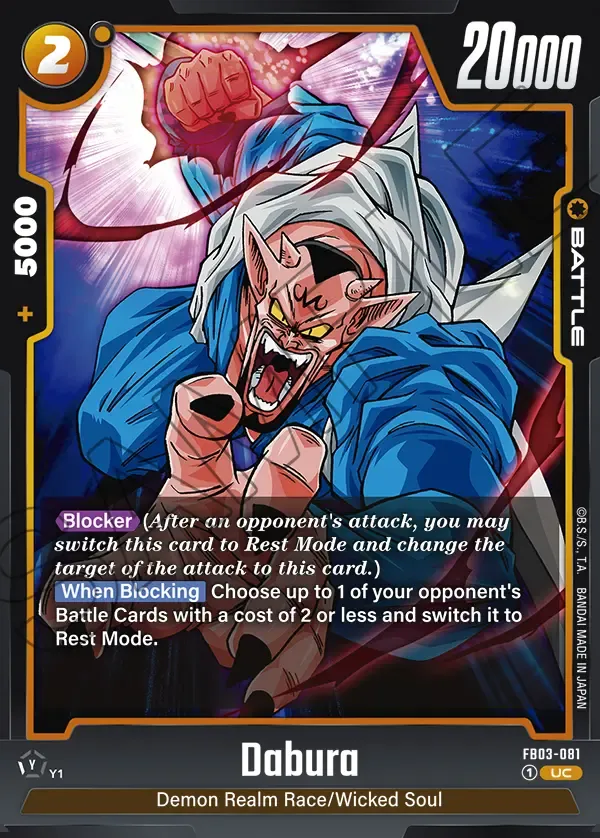 2
20000
+ 5000
BATTLE
Blocker (After an opponent's attack, you may
switch this card to Rest Mode and change the
target of the attack to this card.)
When Blocking Choose up to 1 of your opponent's
Battle Cards with a cost of 2 or less and switch it to
Rest Mode.
©B.S./S., T.A. BANDAI MADE IN JAPAN
Y Y1
Dabura
FB03-081
1 UC
Demon Realm Race/Wicked Soul
SAMPLE